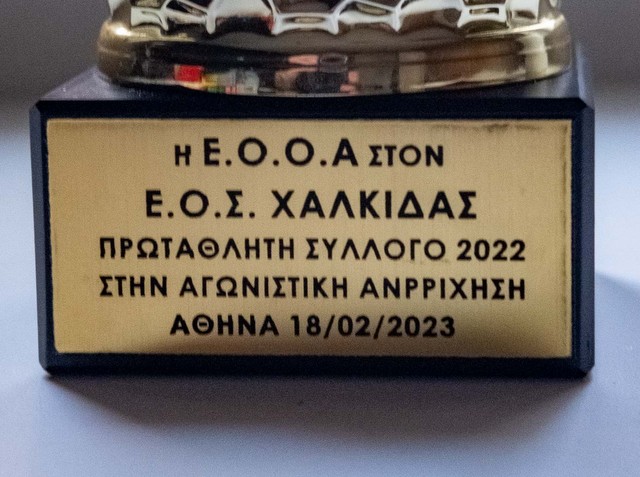 Η Ε.Ο.Ο.Α ΣΤΟΝ
Ε.Ο.Σ. ΧΑΛΚΙΔΑΣ
ΠΡΩΤΑΘΛΗΤΗ ΣΥΛΛΟΓΟ 2022
ΣΤΗΝ ΑΓΩΝΙΣΤΙΚΗ ΑΝΡΡΙΧΗΣΗ
ΑΘΗΝΑ 18/02/2023